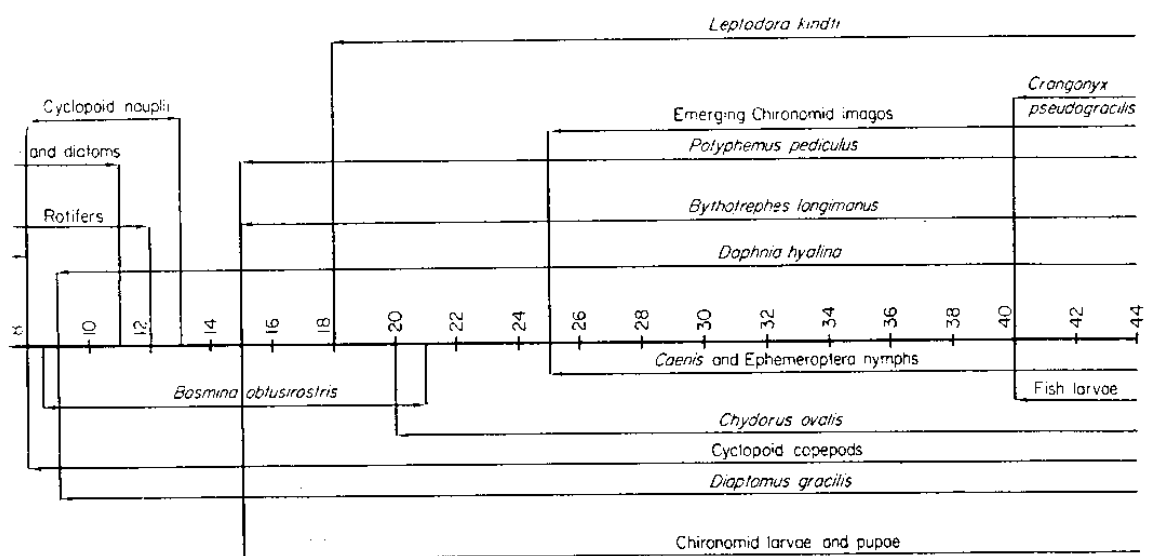 Leptodora kindti
Crangonyx
pseudogracilis
Cyclopoid nauplii
Emerging Chironomid imagos
and diatoms
Polyphemus pediculus
Rotifers
Bythotrephes longimanus
Daphnia hyalina
8 10 12 14 16 18 20 22 24 26 28 30 32 34 36 38 40 42 44
Caenis and Ephemeroptera nymphs
Bosmina obtusirostris
Fish larvae
Chydorus ovalis
Cyclopoid copepods
Diaptomus gracilis
Chironomid larvae and pupae